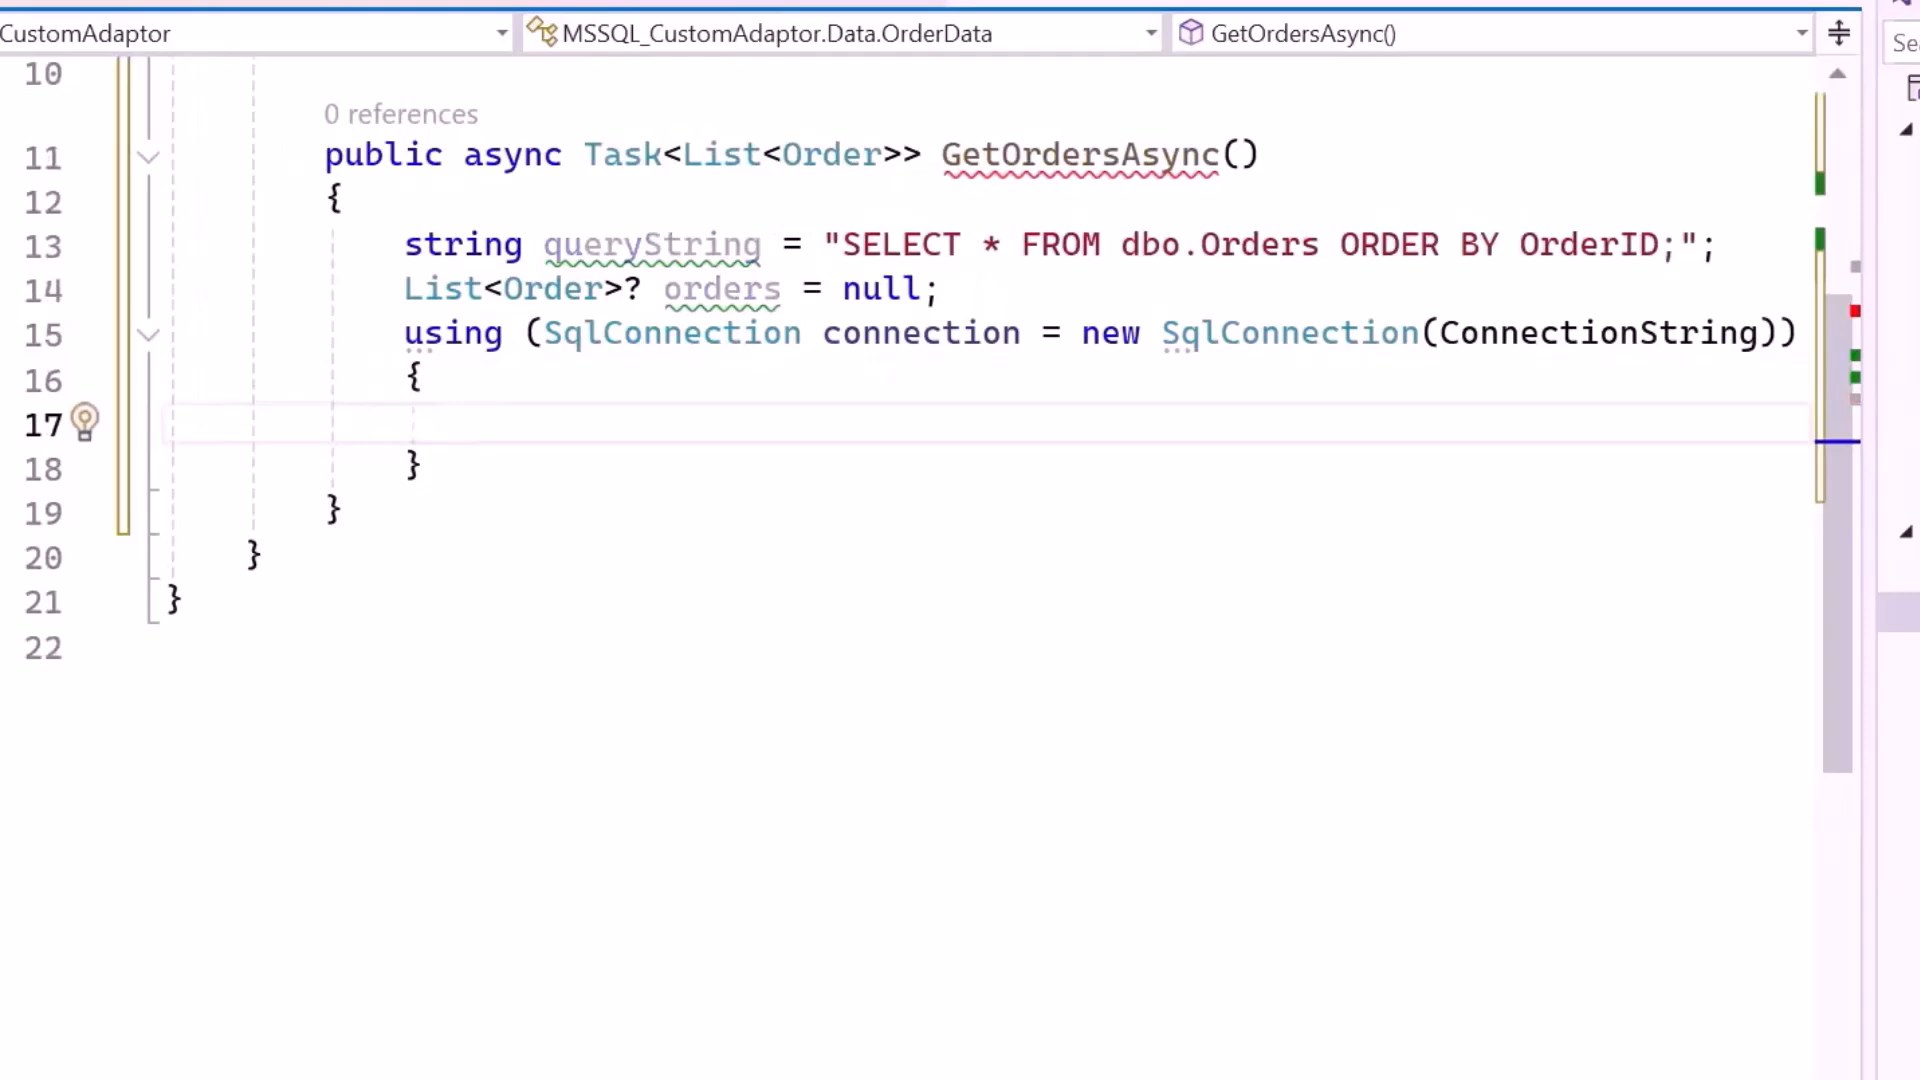 CustomAdaptor MSSQL_CustomAdaptor.Data.OrderData GetOrdersAsync()
10
0 references
11 public async Task<List<Order>> GetOrdersAsync()
12 {
13 string queryString = "SELECT * FROM dbo.Orders ORDER BY OrderID;";
14 List<Order>? orders = null;
15 using (SqlConnection connection = new SqlConnection(ConnectionString))
16 {
17
18 }
19 }
20 }
21 }
22